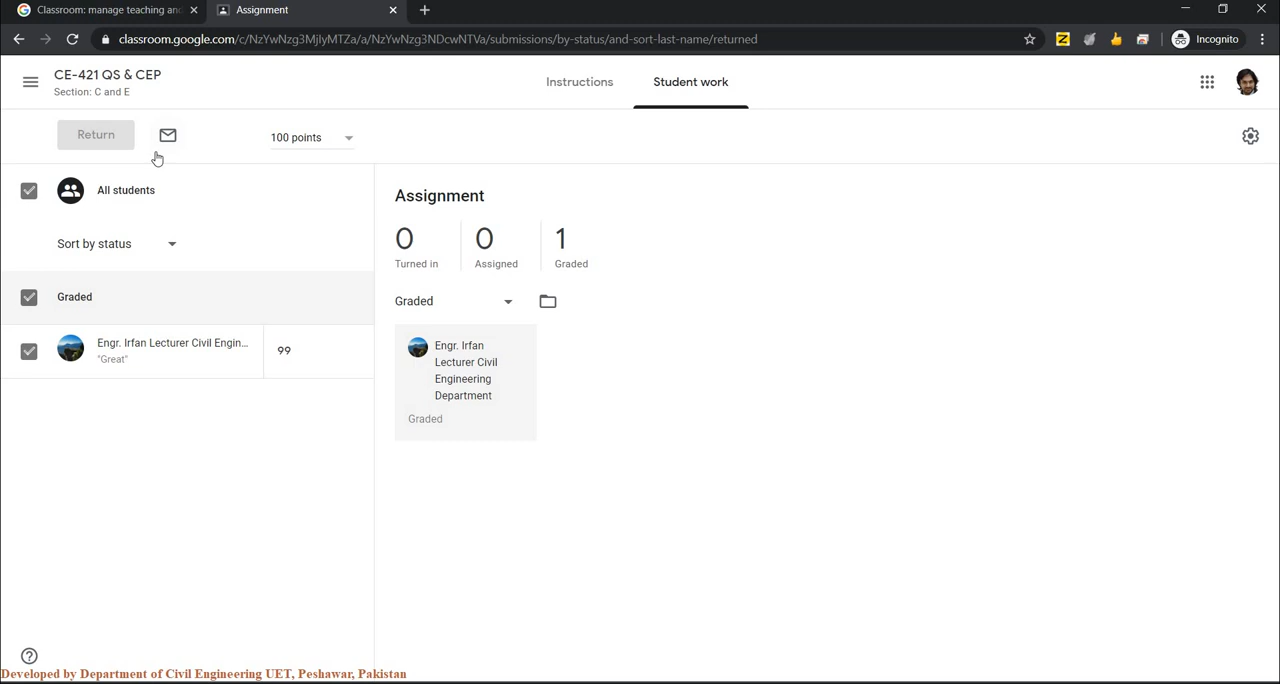 Classroom: manage teaching and
Assignment
classroom.google.com/c/NzYwNzg3MjIyMTZa/a/NzYwNzg3NDcwNTVa/submissions/by-status/and-sort-last-name/returned
Incognito
CE-421 QS & CEP
Section: C and E
Instructions
Student work
Return
100 points
All students
Sort by status
Graded
Engr. Irfan Lecturer Civil Engin...
"Great"
99
Assignment
0
Turned in
0
Assigned
1
Graded
Graded
Engr. Irfan
Lecturer Civil
Engineering
Department
Graded
Developed by Department of Civil Engineering UET, Peshawar, Pakistan